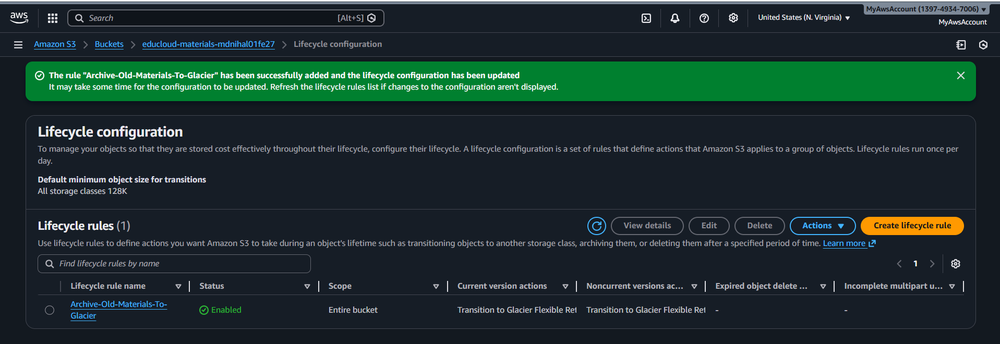 aws
Search [Alt+S]
United States (N. Virginia)
MyAwsAccount (1397-4934-7006)
MyAwsAccount
Amazon S3 Buckets educloud-materials-mdnihal01fe27 Lifecycle configuration
The rule "Archive-Old-Materials-To-Glacier" has been successfully added and the lifecycle configuration has been updated
It may take some time for the configuration to be updated. Refresh the lifecycle rules list if changes to the configuration aren't displayed.
Lifecycle configuration
To manage your objects so that they are stored cost effectively throughout their lifecycle, configure their lifecycle. A lifecycle configuration is a set of rules that define actions that Amazon S3 applies to a group of objects. Lifecycle rules run once per
day.
Default minimum object size for transitions
All storage classes 128K
Lifecycle rules (1)
View details Edit Delete Actions Create lifecycle rule
Use lifecycle rules to define actions you want Amazon S3 to take during an object's lifetime such as transitioning objects to another storage class, archiving them, or deleting them after a specified period of time. Learn more
Find lifecycle rules by name
1
Lifecycle rule name Status Scope Current version actions Noncurrent versions ac... Expired object delete ... Incomplete multipart u...
Archive-Old-Materials-To-
Glacier
Enabled Entire bucket Transition to Glacier Flexible Ret Transition to Glacier Flexible Ret - -